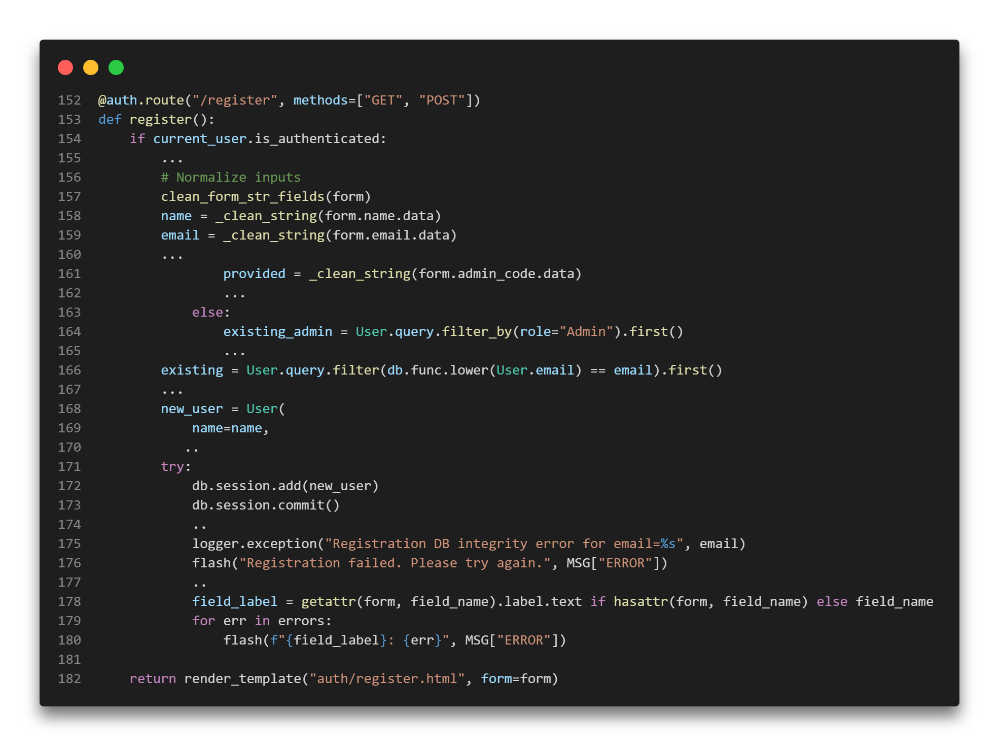 152 @auth.route("/register", methods=["GET", "POST"])
153 def register():
154     if current_user.is_authenticated:
155         ...
156         # Normalize inputs
157         clean_form_str_fields(form)
158         name = _clean_string(form.name.data)
159         email = _clean_string(form.email.data)
160         ...
161                 provided = _clean_string(form.admin_code.data)
162                 ...
163             else:
164                 existing_admin = User.query.filter_by(role="Admin").first()
165                 ...
166         existing = User.query.filter(db.func.lower(User.email) == email).first()
167         ...
168         new_user = User(
169             name=name,
170            ..
171         try:
172             db.session.add(new_user)
173             db.session.commit()
174             ..
175             logger.exception("Registration DB integrity error for email=%s", email)
176             flash("Registration failed. Please try again.", MSG["ERROR"])
177             ..
178             field_label = getattr(form, field_name).label.text if hasattr(form, field_name) else field_name
179             for err in errors:
180                 flash(f"{field_label}: {err}", MSG["ERROR"])
181
182     return render_template("auth/register.html", form=form)